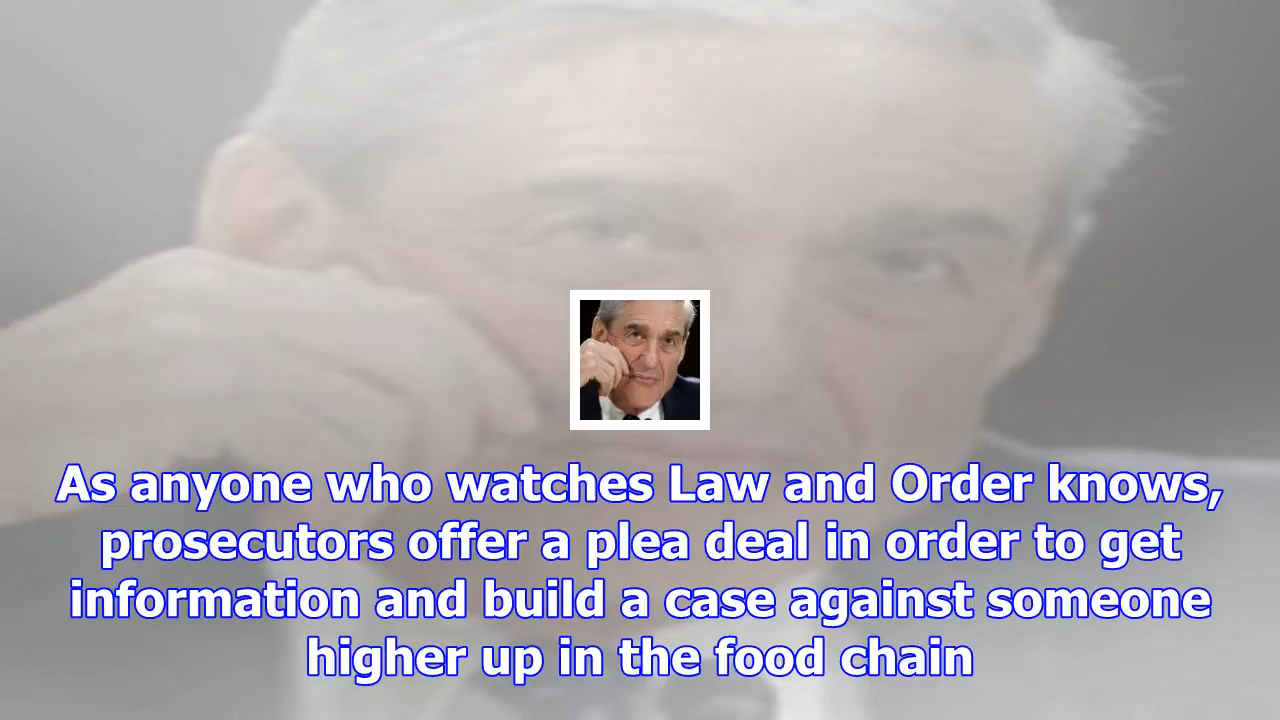 As anyone who watches Law and Order knows,
prosecutors offer a plea deal in order to get
information and build a case against someone
higher up in the food chain